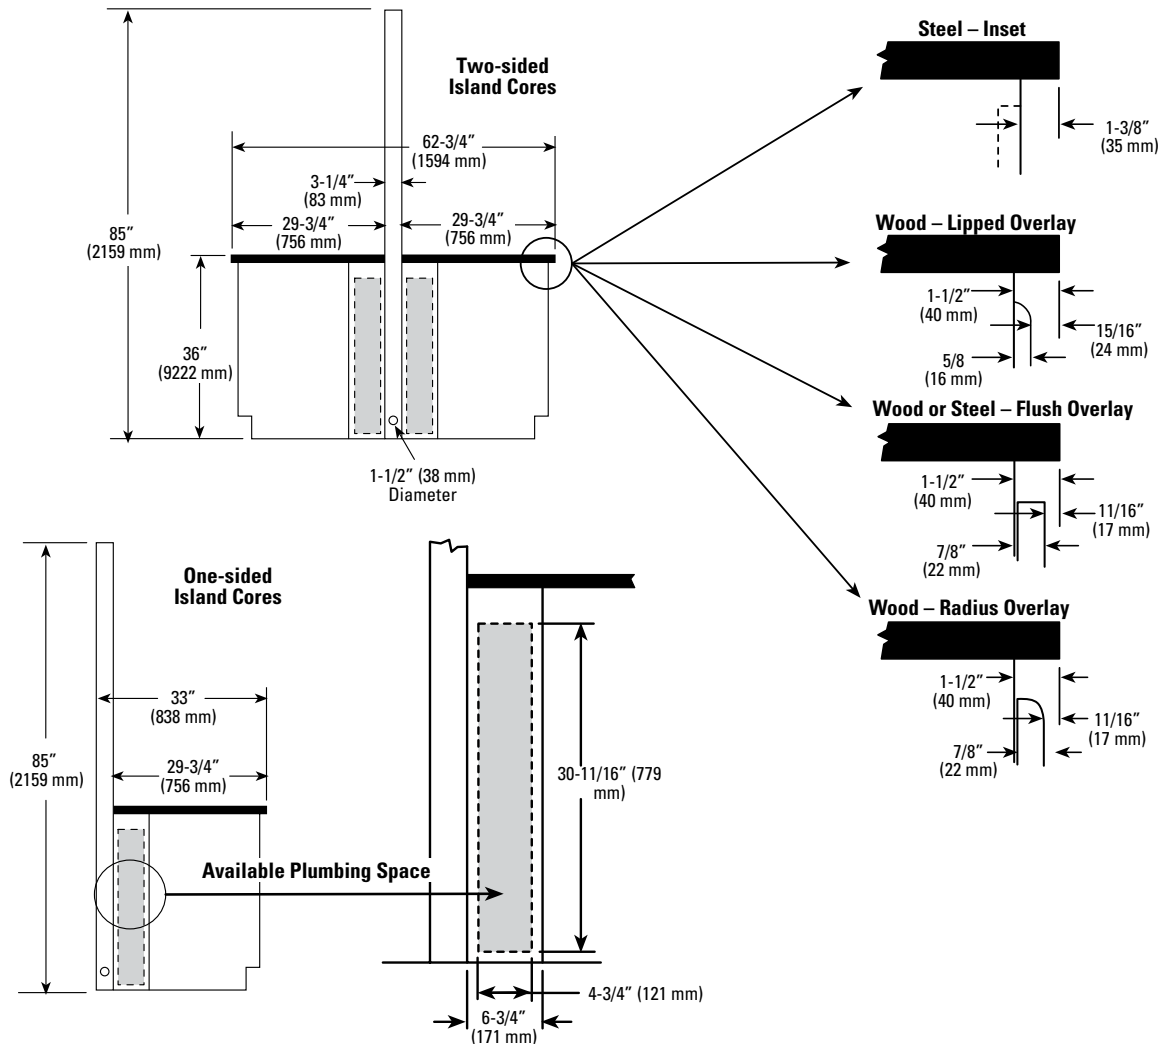 Two-sided
Island Cores
62-3/4”
(1594 mm)
3-1/4”
(83 mm)
29-3/4”
(756 mm)
29-3/4”
(756 mm)
85”
(2159 mm)
36”
(9222 mm)
1-1/2” (38 mm)
Diameter
Steel – Inset
1-3/8”
(35 mm)
Wood – Lipped Overlay
1-1/2”
(40 mm)
15/16”
(24 mm)
5/8
(16 mm)
Wood or Steel – Flush Overlay
1-1/2”
(40 mm)
11/16”
(17 mm)
7/8”
(22 mm)
Wood – Radius Overlay
1-1/2”
(40 mm)
11/16”
(17 mm)
7/8”
(22 mm)
One-sided
Island Cores
33”
(838 mm)
85”
(2159 mm)
29-3/4”
(756 mm)
Available Plumbing Space
30-11/16” (779
mm)
4-3/4” (121 mm)
6-3/4”
(171 mm)